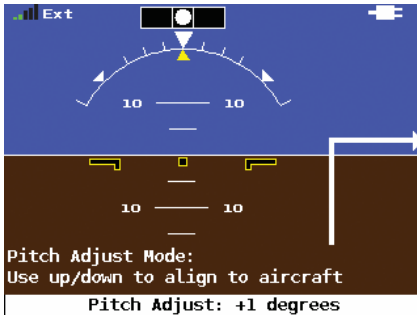 Ext
10 10
10 10
Pitch Adjust Mode:
Use up/down to align to aircraft
Pitch Adjust: +1 degrees